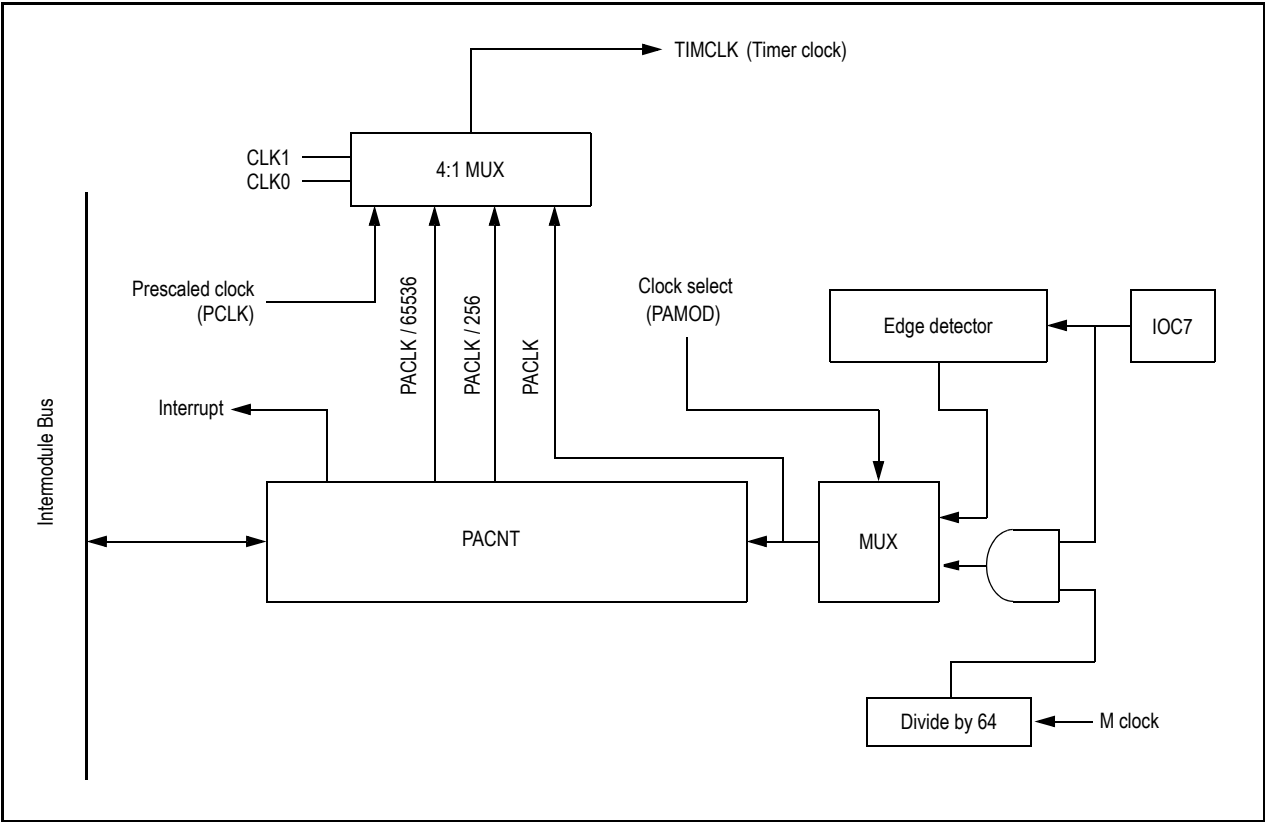 TIMCLK (Timer clock)
CLK1
CLK0
4:1 MUX
Prescaled clock
(PCLK)
PACLK / 65536
PACLK / 256
PACLK
Clock select
(PAMOD)
Edge detector
IOC7
Interrupt
Intermodule Bus
PACNT
MUX
Divide by 64
M clock